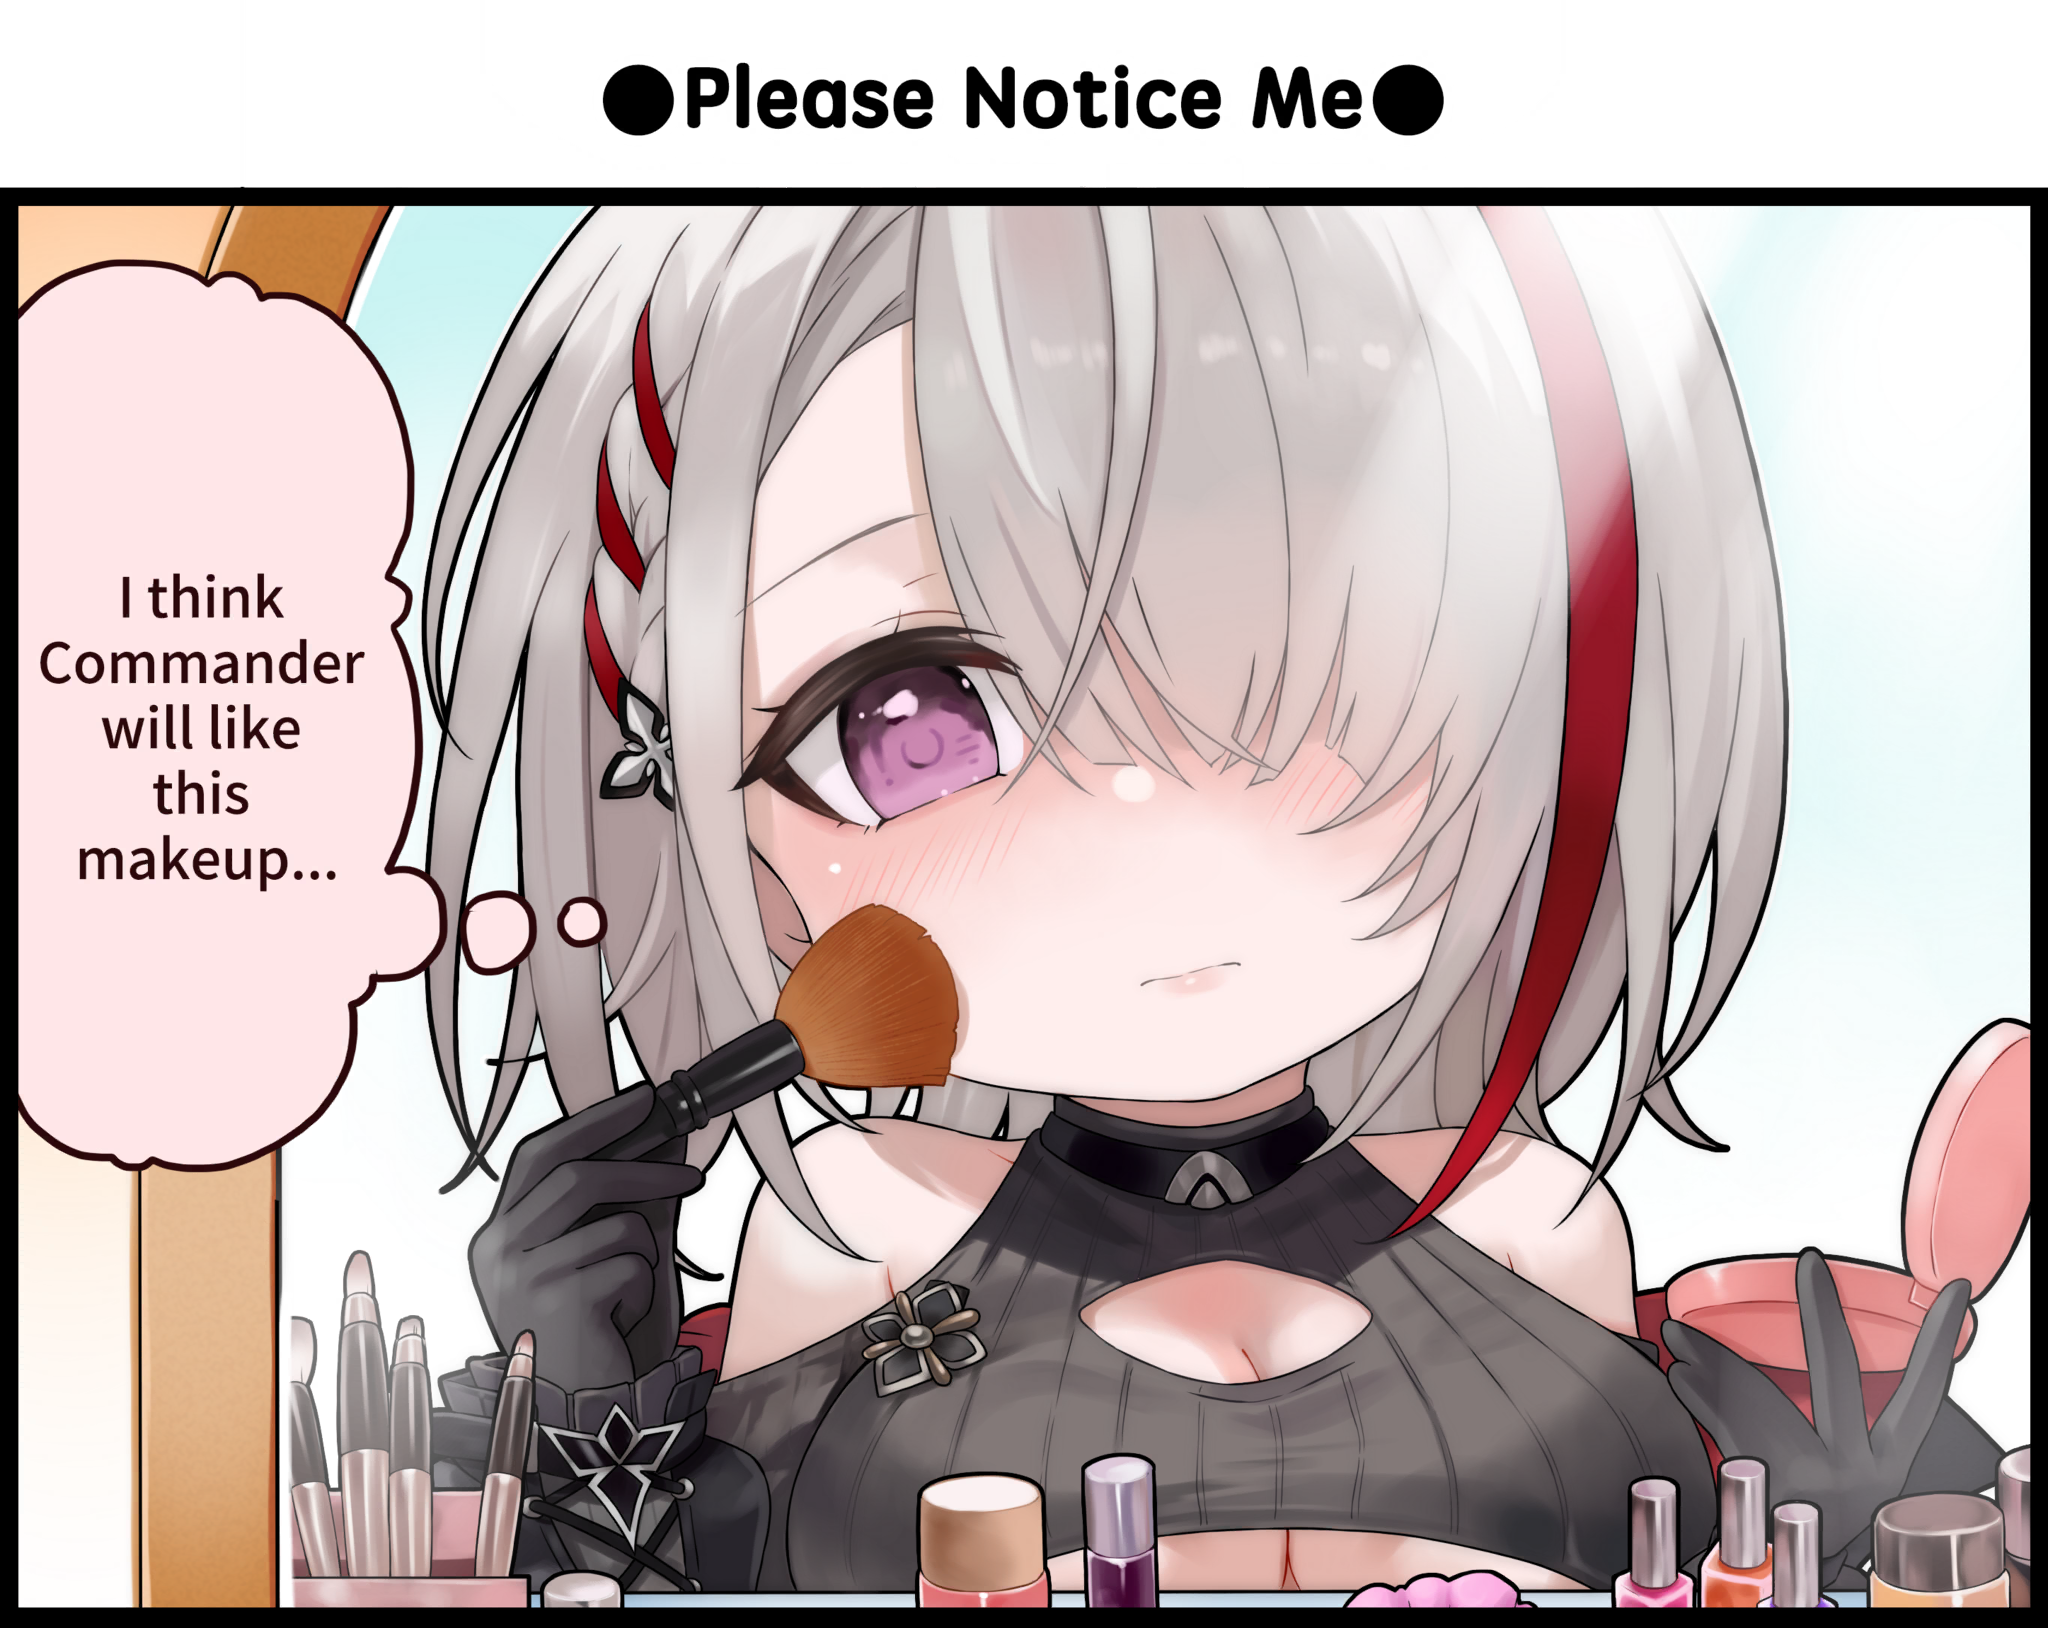 ●Please Notice Me●
I think
Commander
will like
this
makeup...